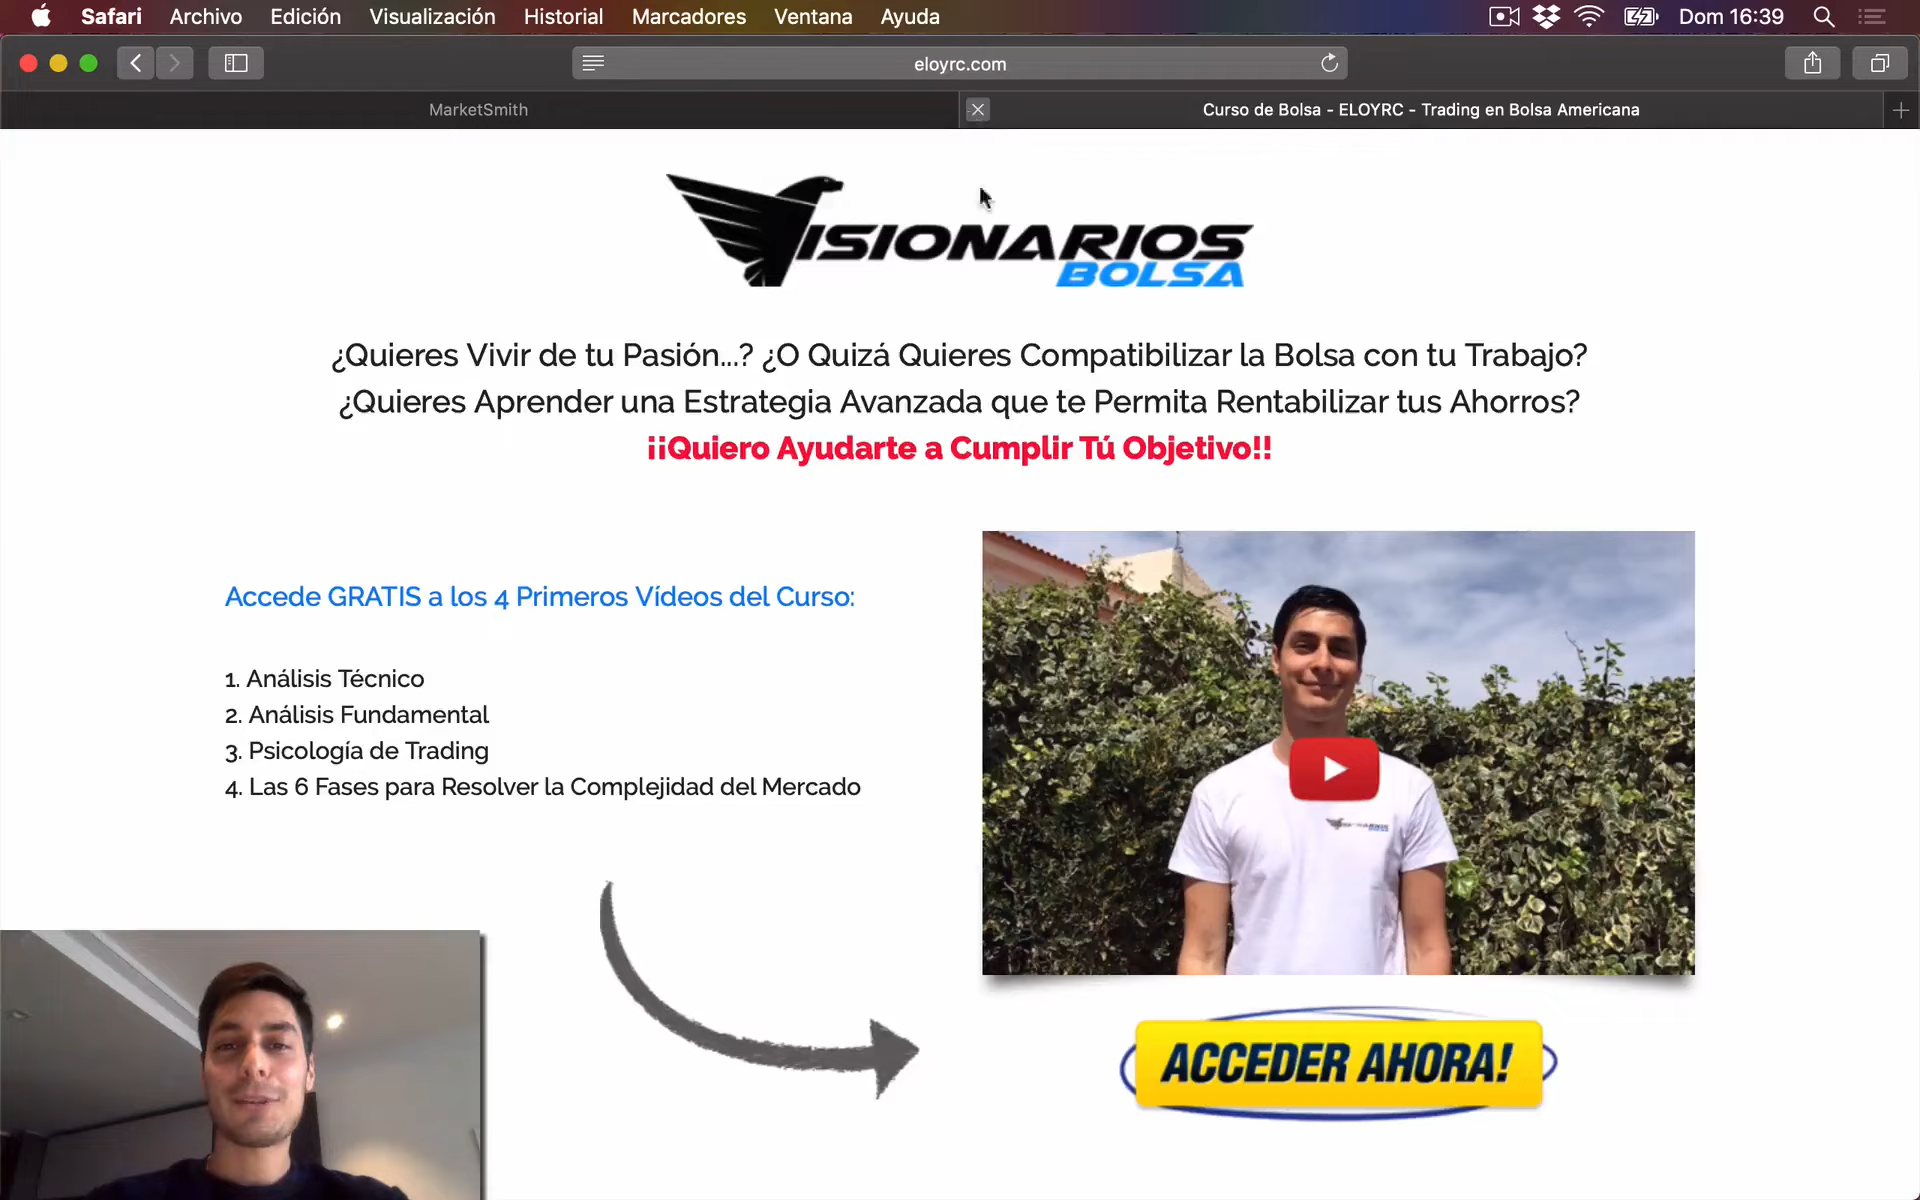 Safari Archivo Edición Visualización Historial Marcadores Ventana Ayuda Dom 16:39
eloyrc.com
MarketSmith
Curso de Bolsa - ELOYRC - Trading en Bolsa Americana
VISIONARIOS
BOLSA
¿Quieres Vivir de tu Pasión...? ¿O Quizá Quieres Compatibilizar la Bolsa con tu Trabajo?
¿Quieres Aprender una Estrategia Avanzada que te Permita Rentabilizar tus Ahorros?
¡¡Quiero Ayudarte a Cumplir Tú Objetivo!!
Accede GRATIS a los 4 Primeros Vídeos del Curso:
1. Análisis Técnico
2. Análisis Fundamental
3. Psicología de Trading
4. Las 6 Fases para Resolver la Complejidad del Mercado
VISIONARIOS
BOLSA
ACCEDER AHORA!